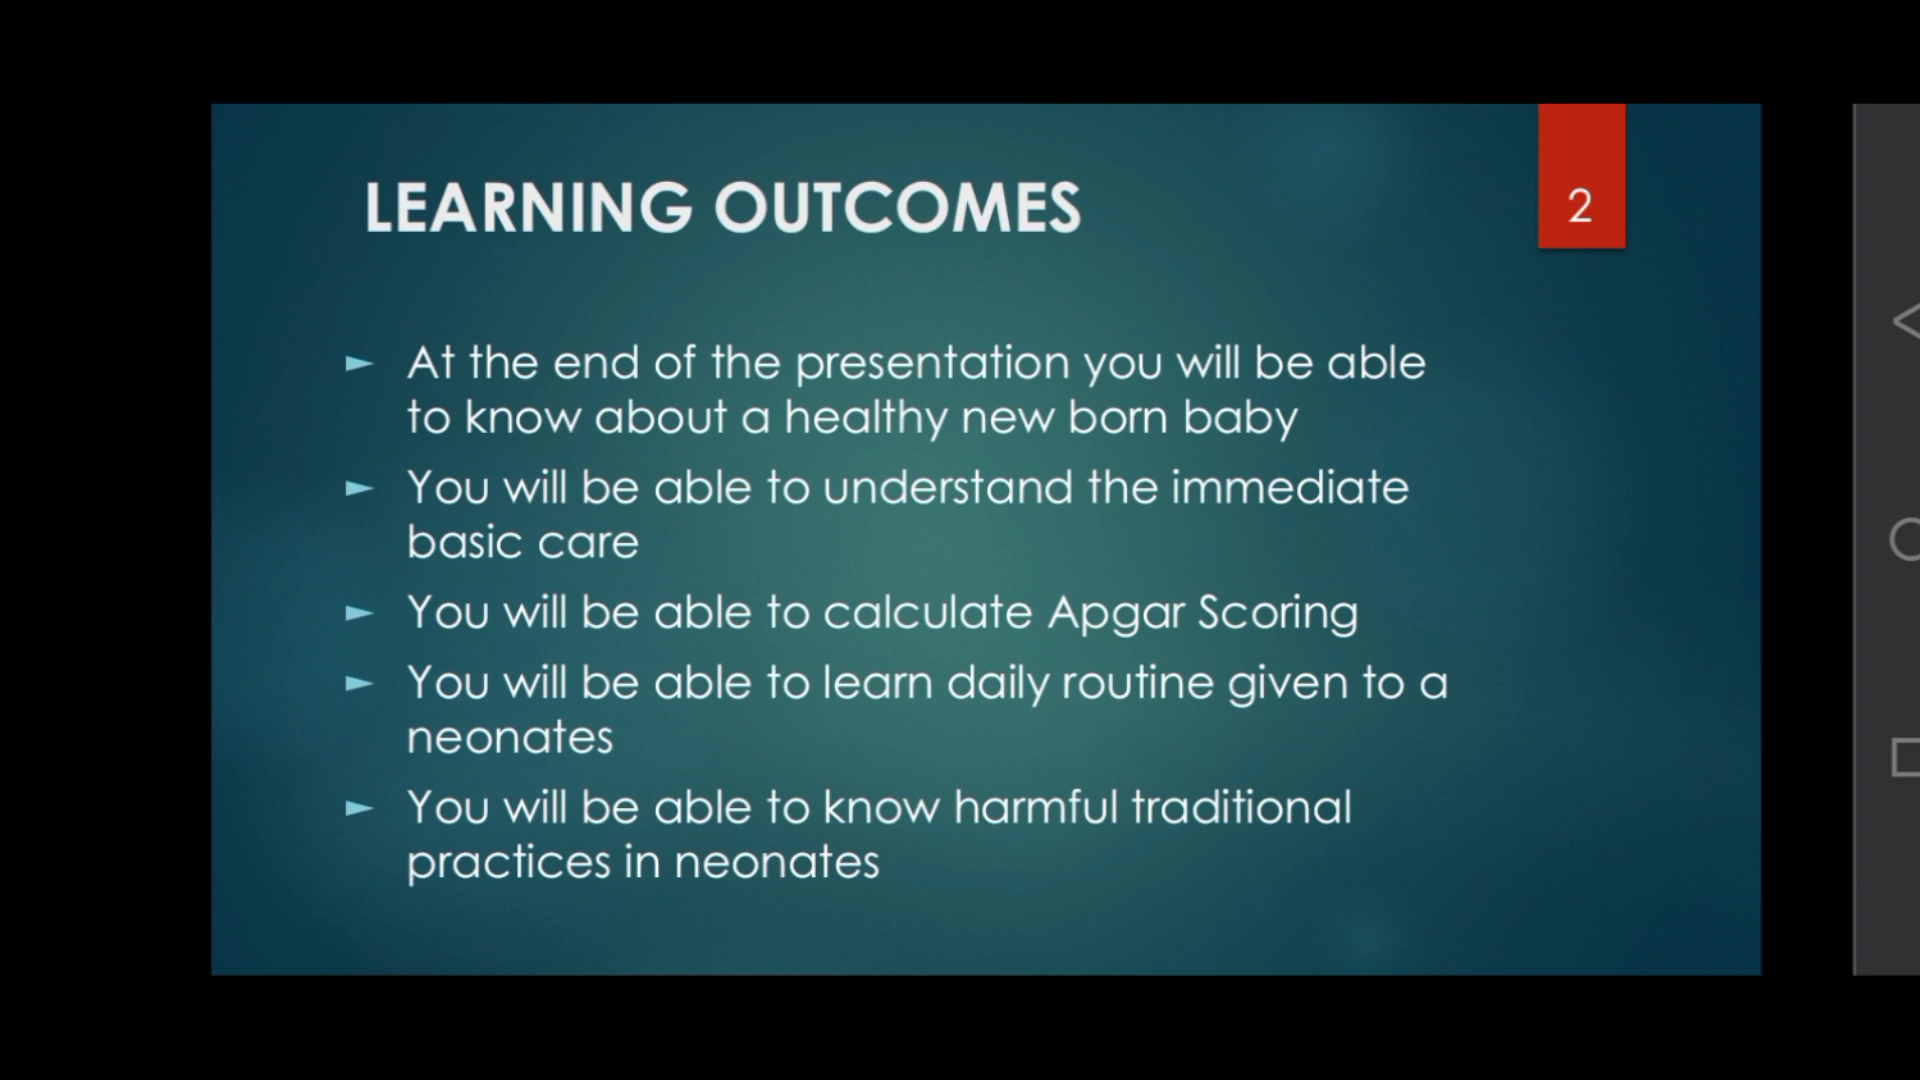 LEARNING OUTCOMES
2
► At the end of the presentation you will be able
to know about a healthy new born baby
► You will be able to understand the immediate
basic care
► You will be able to calculate Apgar Scoring
► You will be able to learn daily routine given to a
neonates
► You will be able to know harmful traditional
practices in neonates